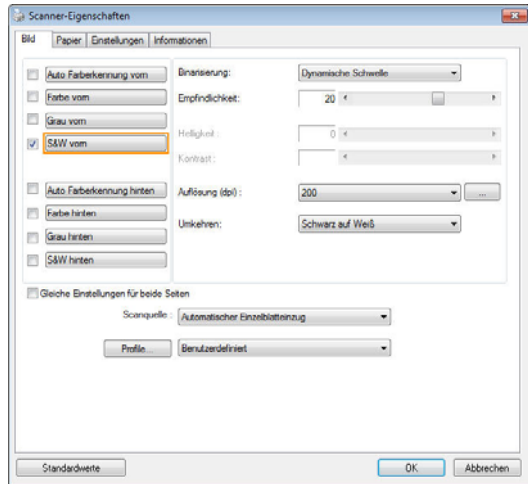 Scanner-Eigenschaften
Bild Papier Einstellungen Informationen
Auto Farberkennung vorn
Farbe vorn
Grau vorn
S&W vorn
Auto Farberkennung hinten
Farbe hinten
Grau hinten
S&W hinten
Binarisierung: Dynamische Schwelle
Empfindlichkeit: 20
Helligkeit : 0
Kontrast :
Auflösung (dpi) : 200 ...
Umkehren: Schwarz auf Weiß
Gleiche Einstellungen für beide Seiten
Scanquelle : Automatischer Einzelblatteinzug
Profile... Benutzerdefiniert
Standardwerte OK Abbrechen